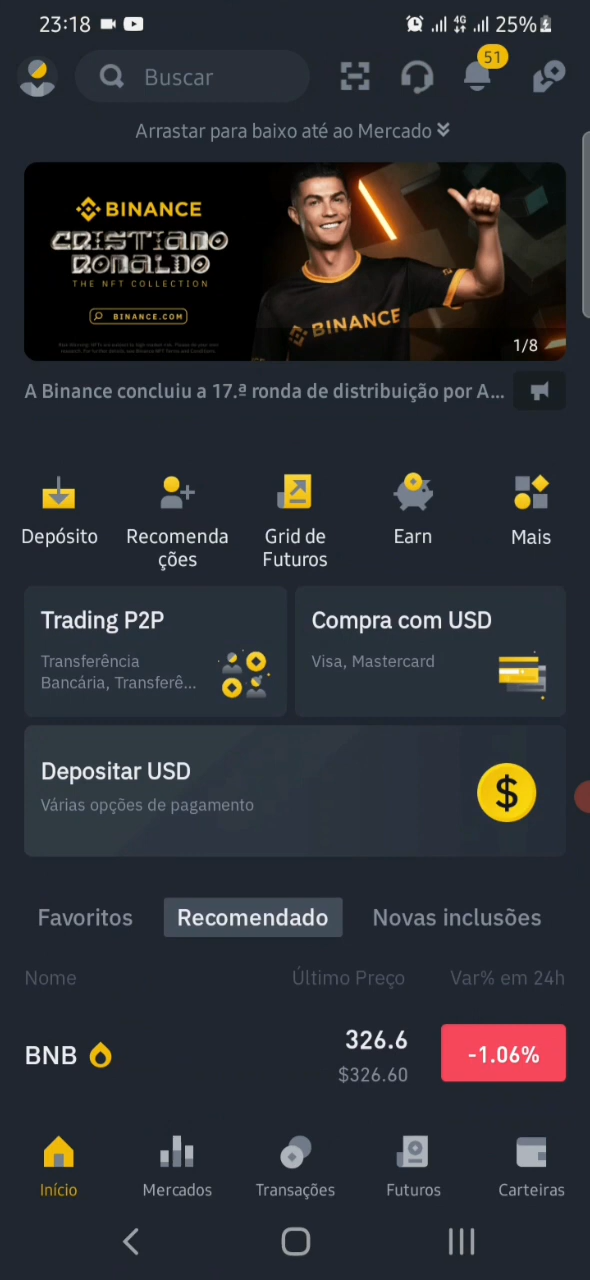 23:18
4G
25%
51
Buscar
Arrastar para baixo até ao Mercado
BINANCE
CRISTIANO
RONALDO
THE NFT COLLECTION
BINANCE.COM
BINANCE
1/8
A Binance concluiu a 17.ª ronda de distribuição por A...
Depósito
Recomenda
ções
Grid de
Futuros
Earn
Mais
Trading P2P
Transferência
Bancária, Transferê...
Compra com USD
Visa, Mastercard
Depositar USD
Várias opções de pagamento
$
Favoritos
Recomendado
Novas inclusões
Nome
Último Preço
Var% em 24h
BNB
326.6
$326.60
-1.06%
Início
Mercados
Transações
Futuros
Carteiras